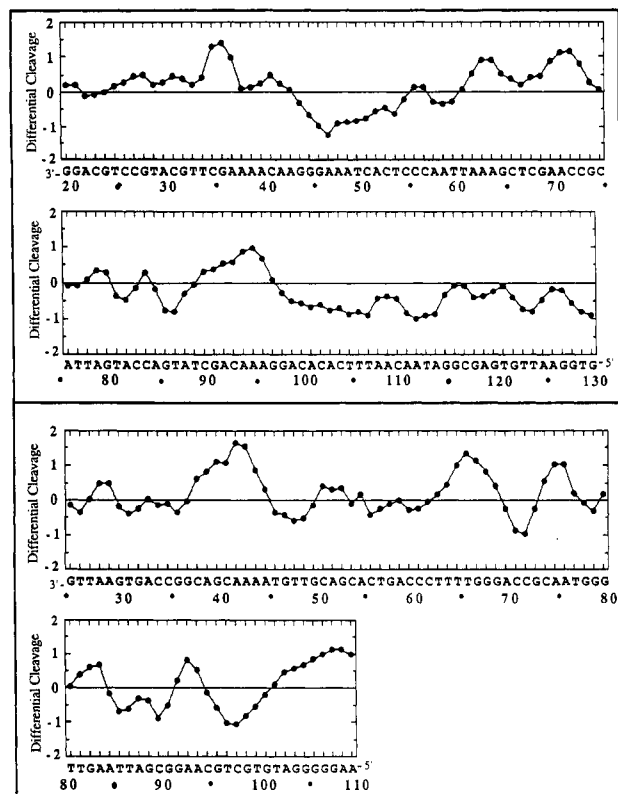 Differential Cleavage
2
1
0
-1
-2
3'-GGACGTCCGTACGTTCGAAAACAAGGGAAATCACTCCCAATTAAAGCTCGAACCGC
20 • 30 • 40 • 50 • 60 • 70 •
Differential Cleavage
2
1
0
-1
-2
ATTAGTACCAGTATCGACAAAGGACACACTTTAACAATAGGCGAGTGTTAAGGTG-5'
• 80 • 90 • 100 • 110 • 120 • 130
Differential Cleavage
2
1
0
-1
-2
3'-GTTAAGTGACCGGCAGCAAAATGTTGCAGCACTGACCCTTTTGGGACCGCAATGGG
• 30 • 40 • 50 • 60 • 70 • 80
Differential Cleavage
2
1
0
-1
-2
TTGAATTAGCGGAACGTCGTGTAGGGGGAA-5'
80 • 90 • 100 • 110